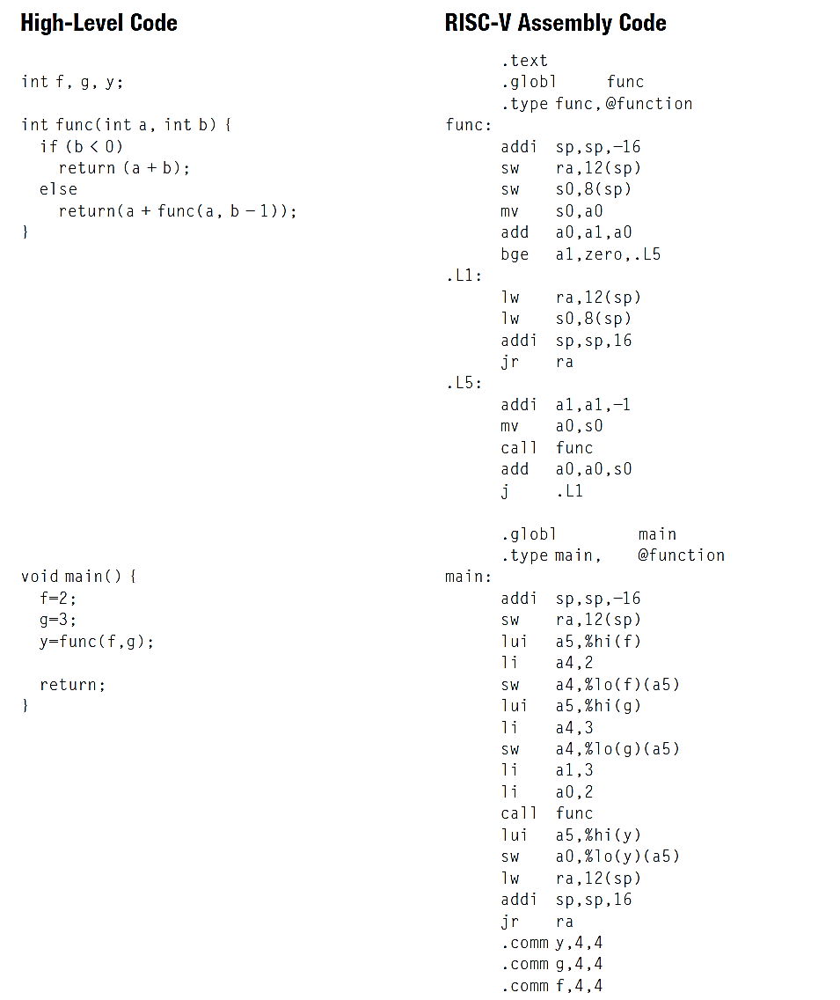 High-Level Code
int f, g, y;
int func(int a, int b) {
if (b < 0)
return (a + b);
else
return(a + func(a, b − 1));
}
void main() {
f=2;
g=3;
y=func(f,g);
return;
}
RISC-V Assembly Code
.text
.globl func
.type func,@function
func:
addi sp,sp,−16
sw ra,12(sp)
sw s0,8(sp)
mv s0,a0
add a0,a1,a0
bge a1,zero,.L5
.L1:
lw ra,12(sp)
lw s0,8(sp)
addi sp,sp,16
jr ra
.L5:
addi a1,a1,−1
mv a0,s0
call func
add a0,a0,s0
j .L1
.globl main
.type main, @function
main:
addi sp,sp,−16
sw ra,12(sp)
lui a5,%hi(f)
li a4,2
sw a4,%lo(f)(a5)
lui a5,%hi(g)
li a4,3
sw a4,%lo(g)(a5)
li a1,3
li a0,2
call func
lui a5,%hi(y)
sw a0,%lo(y)(a5)
lw ra,12(sp)
addi sp,sp,16
jr ra
.comm y,4,4
.comm g,4,4
.comm f,4,4